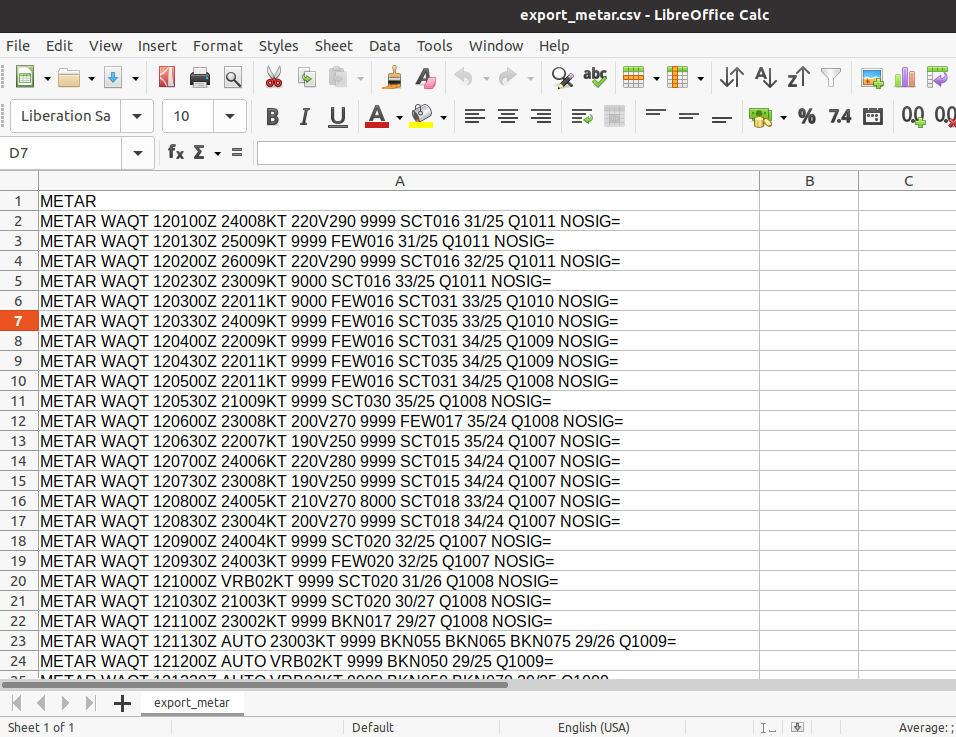 export_metar.csv - LibreOffice Calc
File Edit View Insert Format Styles Sheet Data Tools Window Help
abc
Liberation Sa 10 B I U A % 7.4 0.0 0.0
D7 fx Σ =
A B C
1 METAR
2 METAR WAQT 120100Z 24008KT 220V290 9999 SCT016 31/25 Q1011 NOSIG=
3 METAR WAQT 120130Z 25009KT 9999 FEW016 31/25 Q1011 NOSIG=
4 METAR WAQT 120200Z 26009KT 220V290 9999 SCT016 32/25 Q1011 NOSIG=
5 METAR WAQT 120230Z 23009KT 9000 SCT016 33/25 Q1011 NOSIG=
6 METAR WAQT 120300Z 22011KT 9000 FEW016 SCT031 33/25 Q1010 NOSIG=
7 METAR WAQT 120330Z 24009KT 9999 FEW016 SCT035 33/25 Q1010 NOSIG=
8 METAR WAQT 120400Z 22009KT 9999 FEW016 SCT031 34/25 Q1009 NOSIG=
9 METAR WAQT 120430Z 22011KT 9999 FEW016 SCT035 34/25 Q1009 NOSIG=
10 METAR WAQT 120500Z 22011KT 9999 FEW016 SCT031 34/25 Q1008 NOSIG=
11 METAR WAQT 120530Z 21009KT 9999 SCT030 35/25 Q1008 NOSIG=
12 METAR WAQT 120600Z 23008KT 200V270 9999 FEW017 35/24 Q1008 NOSIG=
13 METAR WAQT 120630Z 22007KT 190V250 9999 SCT015 35/24 Q1007 NOSIG=
14 METAR WAQT 120700Z 24006KT 220V280 9999 SCT015 34/24 Q1007 NOSIG=
15 METAR WAQT 120730Z 23008KT 190V250 9999 SCT015 34/24 Q1007 NOSIG=
16 METAR WAQT 120800Z 24005KT 210V270 8000 SCT018 33/24 Q1007 NOSIG=
17 METAR WAQT 120830Z 23004KT 200V270 9999 SCT018 34/24 Q1007 NOSIG=
18 METAR WAQT 120900Z 24004KT 9999 SCT020 32/25 Q1007 NOSIG=
19 METAR WAQT 120930Z 24003KT 9999 FEW020 32/25 Q1007 NOSIG=
20 METAR WAQT 121000Z VRB02KT 9999 SCT020 31/26 Q1008 NOSIG=
21 METAR WAQT 121030Z 21003KT 9999 SCT020 30/27 Q1008 NOSIG=
22 METAR WAQT 121100Z 23002KT 9999 BKN017 29/27 Q1008 NOSIG=
23 METAR WAQT 121130Z AUTO 23003KT 9999 BKN055 BKN065 BKN075 29/26 Q1009=
24 METAR WAQT 121200Z AUTO VRB02KT 9999 BKN050 29/25 Q1009=
export_metar
Sheet 1 of 1 Default English (USA) Average: ;